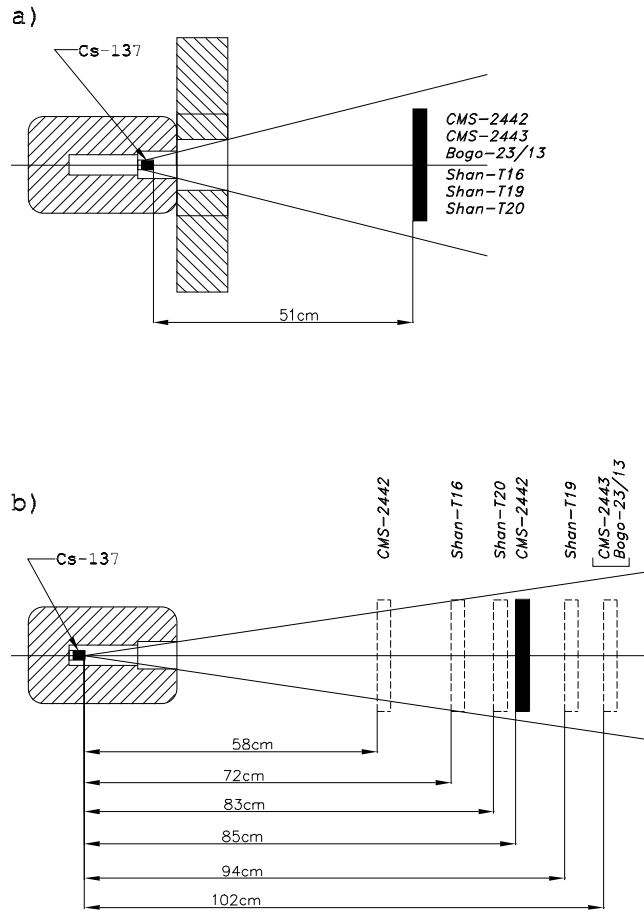 a)
Cs-137
CMS-2442
CMS-2443
Bogo-23/13
Shan-T16
Shan-T19
Shan-T20
51cm
b)
CMS-2442
Shan-T16
Shan-T20
CMS-2442
Shan-T19
CMS-2443
Bogo-23/13
Cs-137
58cm
72cm
83cm
85cm
94cm
102cm